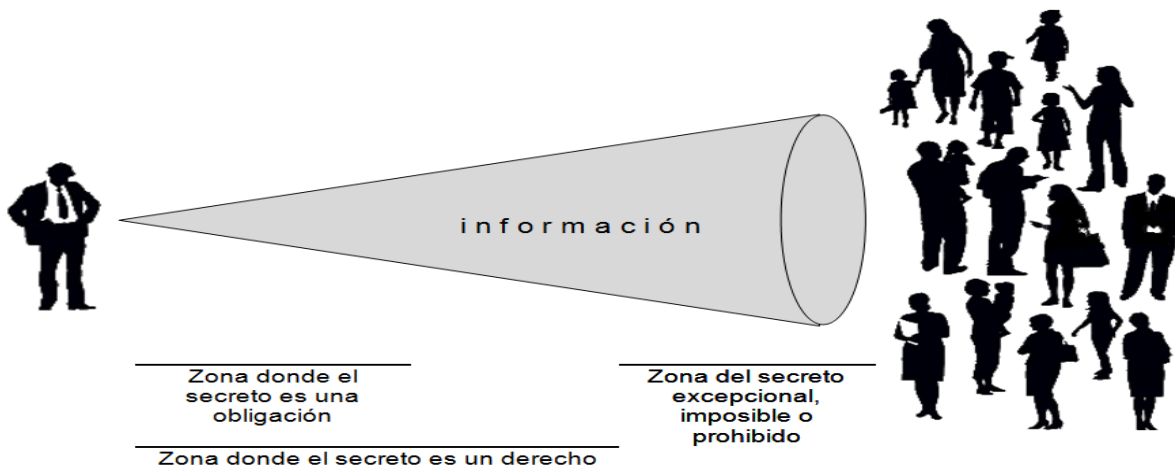 información
Zona donde el
secreto es una
obligación
Zona donde el secreto es un derecho
Zona del secreto
excepcional,
imposible o
prohibido